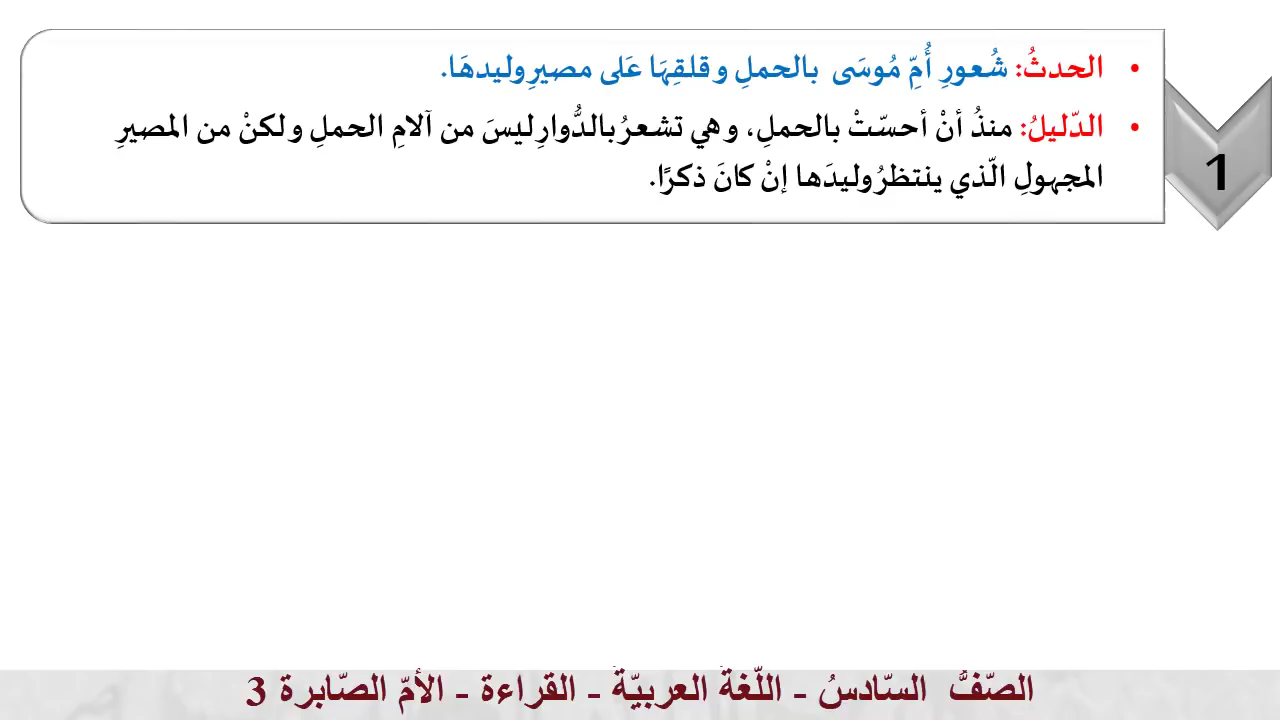 • الحدثُ: شُعورِ أُمِّ مُوسَى بالحملِ وقلقِهَا عَلى مصيرِ وليدهَا.
• الدّليلُ: منذُ أنْ أحسّتْ بالحملِ، وهي تشعرُ بالدُّوارِ ليسَ من آلامِ الحملِ ولكنْ من المصيرِ
المجهولِ الّذي ينتظرُ وليدَها إنْ كانَ ذكرًا.
1
الصّفُّ السّادسُ - اللّغةُ العربيّةُ - القراءة - الأمّ الصّابرة 3